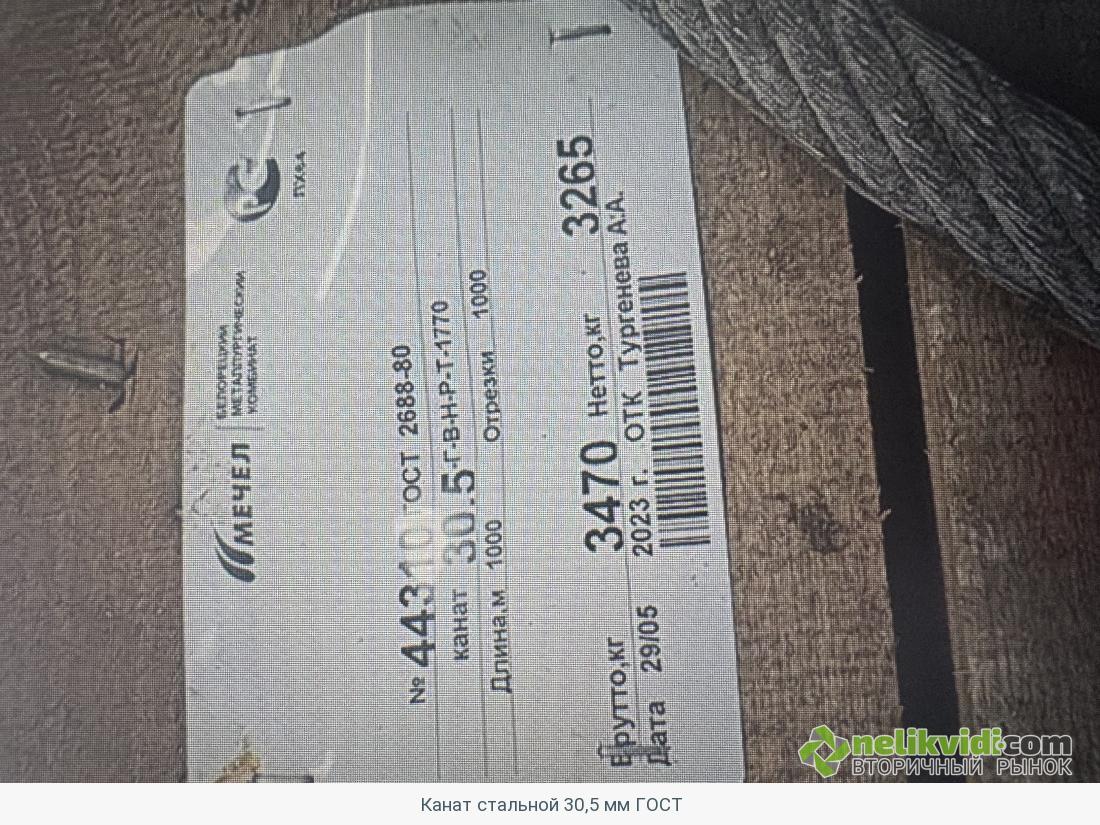 МЕЧЕЛ
БЕЛОРЕЦКИЙ
МЕТАЛЛУРГИЧЕСКИЙ
КОМБИНАТ
№ 44310 ГОСТ 2688-80
канат 30.5-Г-В-Н-Р-Т-1770
Длина,м 1000 Отрезки 1000
Брутто,кг 3470 Нетто,кг 3265
Дата 29/05 2023 г. ОТК Тургенева А.А.
nelikvidi.com
ВТОРИЧНЫЙ РЫНОК
Канат стальной 30,5 мм ГОСТ